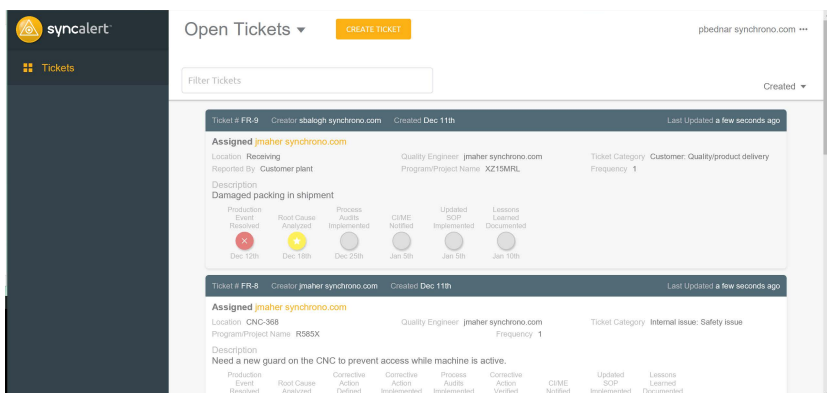 syncalert
Open Tickets
CREATE TICKET
pbednar synchrono.com
Tickets
Filter Tickets
Created
Ticket # FR-9 Creator sbalogh synchrono.com Created Dec 11th Last Updated a few seconds ago
Assigned jmaher synchrono.com
Location Receiving Quality Engineer jmaher synchrono.com Ticket Category Customer: Quality/product delivery
Reported By Customer plant Program/Project Name XZ15MRL Frequency 1
Description
Damaged packing in shipment
Production Process Updated Lessons
Event Root Cause Audits CI/ME SOP Learned
Resolved Analyzed Implemented Notified Implemented Documented
Dec 12th Dec 18th Dec 25th Jan 5th Jan 5th Jan 10th
Ticket # FR-8 Creator jmaher synchrono.com Created Dec 11th Last Updated a few seconds ago
Assigned jmaher synchrono.com
Location CNC-368 Quality Engineer jmaher synchrono.com Ticket Category Internal issue: Safety issue
Program/Project Name R585X Frequency 1
Description
Need a new guard on the CNC to prevent access while machine is active.
Production Corrective Corrective Process Corrective Updated Lessons
Event Root Cause Action Action Audits Action CI/ME SOP Learned
Resolved Analyzed Defined Implemented Implemented Verified Notified Implemented Documented